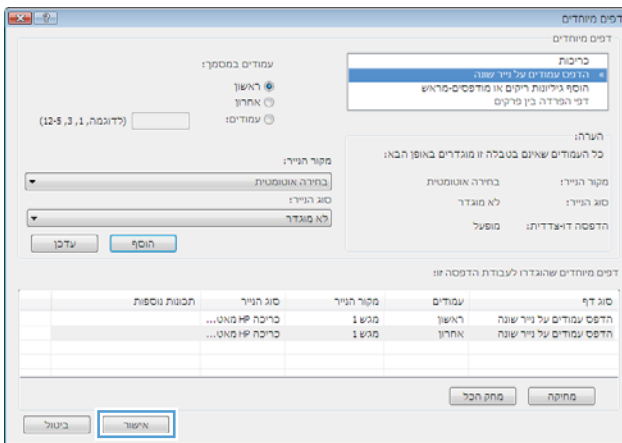 דפים מיוחדים
דפים מיוחדים
כריכות
הדפס עמודים על נייר שונה
הוסף גיליונות ריקים או מודפסים-מראש
דפי הפרדה בין פרקים
הערה:
כל העמודים שאינם בטבלה זו מוגדרים באופן הבא:
מקור הנייר: בחירה אוטומטית
סוג הנייר: לא מוגדר
הדפסה דו-צדדית: מופעל
עמודים במסמך:
ראשון
אחרון
עמודים: (לדוגמה, 1, 3, 12-5)
מקור הנייר:
בחירה אוטומטית
סוג הנייר:
לא מוגדר
הוסף עדכן
דפים מיוחדים שהוגדרו לעבודת הדפסה זו:
סוג דף עמודים מקור הנייר סוג הנייר תכונות נוספות
הדפס עמודים על נייר שונה ראשון מגש 1 כריכה HP מאט...
הדפס עמודים על נייר שונה אחרון מגש 1 כריכה HP מאט...
מחיקה מחק הכל
אישור ביטול